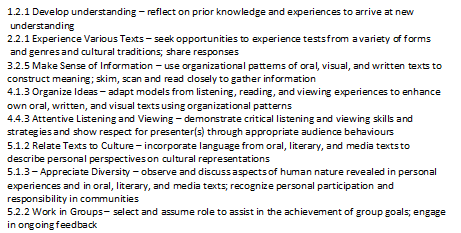 1.2.1 Develop understanding – reflect on prior knowledge and experiences to arrive at new
understanding
2.2.1 Experience Various Texts – seek opportunities to experience tests from a variety of forms
and genres and cultural traditions; share responses
3.2.5 Make Sense of Information – use organizational patterns of oral, visual, and written texts to
construct meaning; skim, scan and read closely to gather information
4.1.3 Organize Ideas – adapt models from listening, reading, and viewing experiences to enhance
own oral, written, and visual texts using organizational patterns
4.4.3 Attentive Listening and Viewing – demonstrate critical listening and viewing skills and
strategies and show respect for presenter(s) through appropriate audience behaviours
5.1.2 Relate Texts to Culture – incorporate language from oral, literary, and media texts to
describe personal perspectives on cultural representations
5.1.3 – Appreciate Diversity – observe and discuss aspects of human nature revealed in personal
experiences and in oral, literary, and media texts; recognize personal participation and
responsibility in communities
5.2.2 Work in Groups – select and assume role to assist in the achievement of group goals; engage
in ongoing feedback